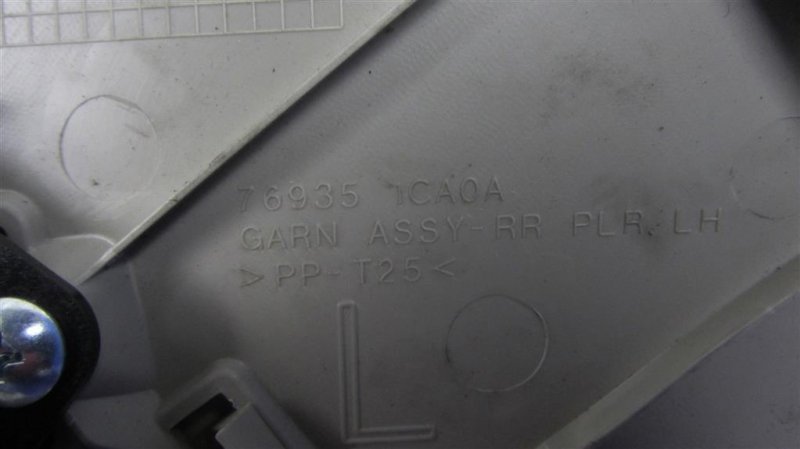 76935 1CA0A
GARN ASSY-RR PLR LH
>PP-T25<
L